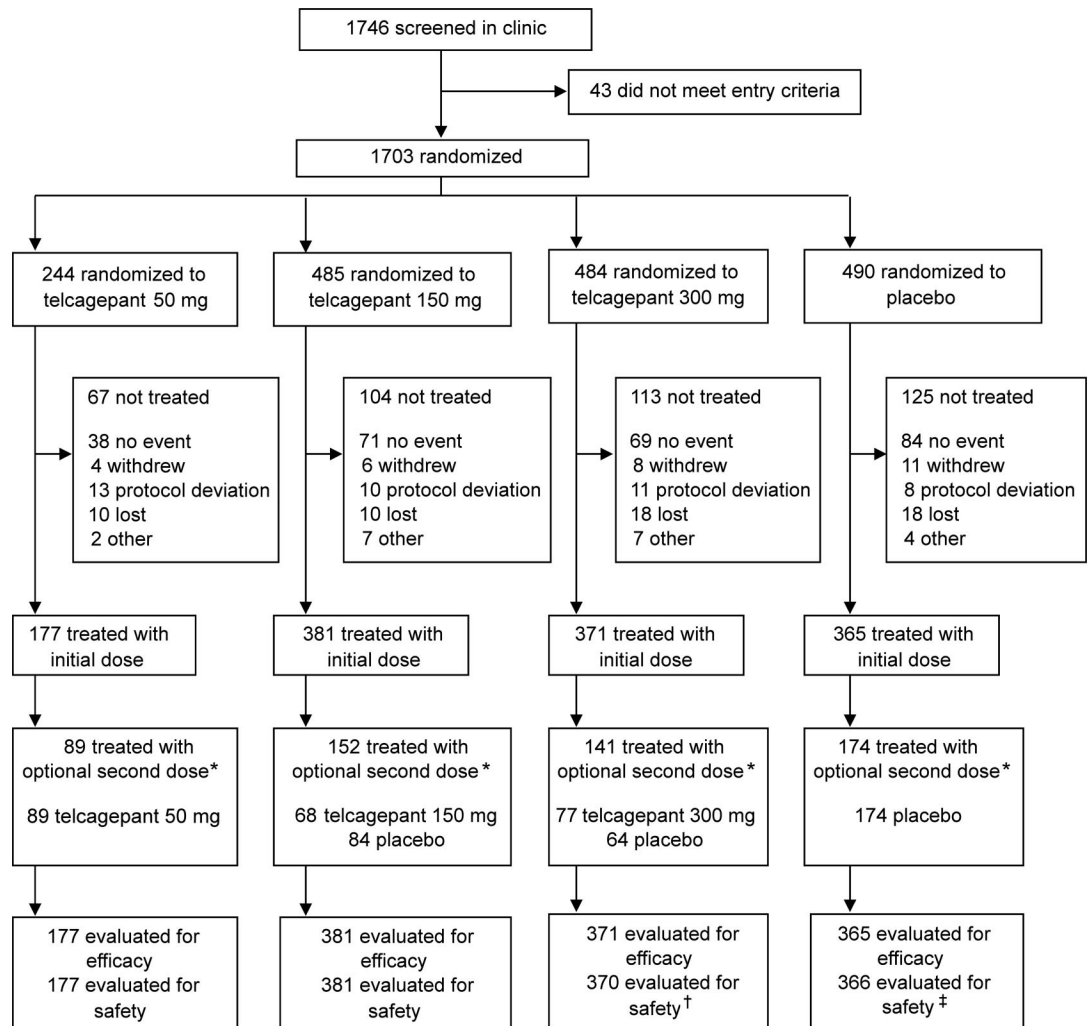 1746 screened in clinic
43 did not meet entry criteria
1703 randomized
244 randomized to
telcagepant 50 mg
485 randomized to
telcagepant 150 mg
484 randomized to
telcagepant 300 mg
490 randomized to
placebo
67 not treated
38 no event
4 withdrew
13 protocol deviation
10 lost
2 other
104 not treated
71 no event
6 withdrew
10 protocol deviation
10 lost
7 other
113 not treated
69 no event
8 withdrew
11 protocol deviation
18 lost
7 other
125 not treated
84 no event
11 withdrew
8 protocol deviation
18 lost
4 other
177 treated with
initial dose
381 treated with
initial dose
371 treated with
initial dose
365 treated with
initial dose
89 treated with
optional second dose*
89 telcagepant 50 mg
152 treated with
optional second dose*
68 telcagepant 150 mg
84 placebo
141 treated with
optional second dose*
77 telcagepant 300 mg
64 placebo
174 treated with
optional second dose*
174 placebo
177 evaluated for
efficacy
177 evaluated for
safety
381 evaluated for
efficacy
381 evaluated for
safety
371 evaluated for
efficacy
370 evaluated for
safety†
365 evaluated for
efficacy
366 evaluated for
safety‡